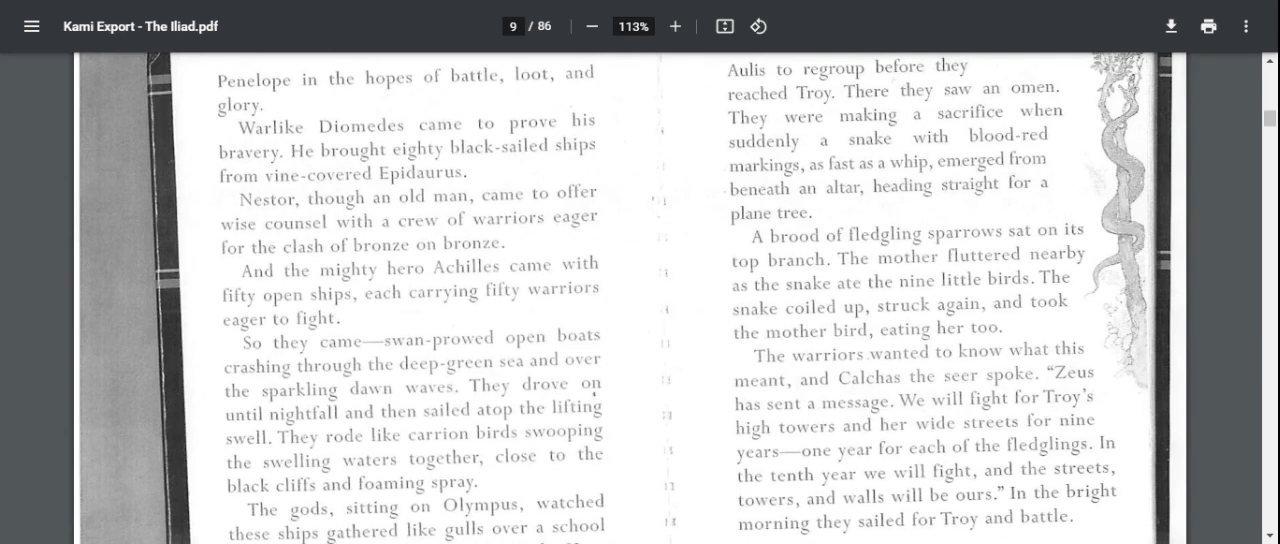 Kami Export - The Iliad.pdf
9 / 86
113%
Penelope in the hopes of battle, loot, and
glory.
Warlike Diomedes came to prove his
bravery. He brought eighty black-sailed ships
from vine-covered Epidaurus.
Nestor, though an old man, came to offer
wise counsel with a crew of warriors eager
for the clash of bronze on bronze.
And the mighty hero Achilles came with
fifty open ships, each carrying fifty warriors
eager to fight.
So they came—swan-prowed open boats
crashing through the deep-green sea and over
the sparkling dawn waves. They drove on
until nightfall and then sailed atop the lifting
swell. They rode like carrion birds swooping
the swelling waters together, close to the
black cliffs and foaming spray.
The gods, sitting on Olympus, watched
these ships gathered like gulls over a school
Aulis to regroup before they
reached Troy. There they saw an omen.
They were making a sacrifice when
suddenly a snake with blood-red
markings, as fast as a whip, emerged from
beneath an altar, heading straight for a
plane tree.
A brood of fledgling sparrows sat on its
top branch. The mother fluttered nearby
as the snake ate the nine little birds. The
snake coiled up, struck again, and took
the mother bird, eating her too.
The warriors wanted to know what this
meant, and Calchas the seer spoke. “Zeus
has sent a message. We will fight for Troy’s
high towers and her wide streets for nine
years—one year for each of the fledglings. In
the tenth year we will fight, and the streets,
towers, and walls will be ours.” In the bright
morning they sailed for Troy and battle.